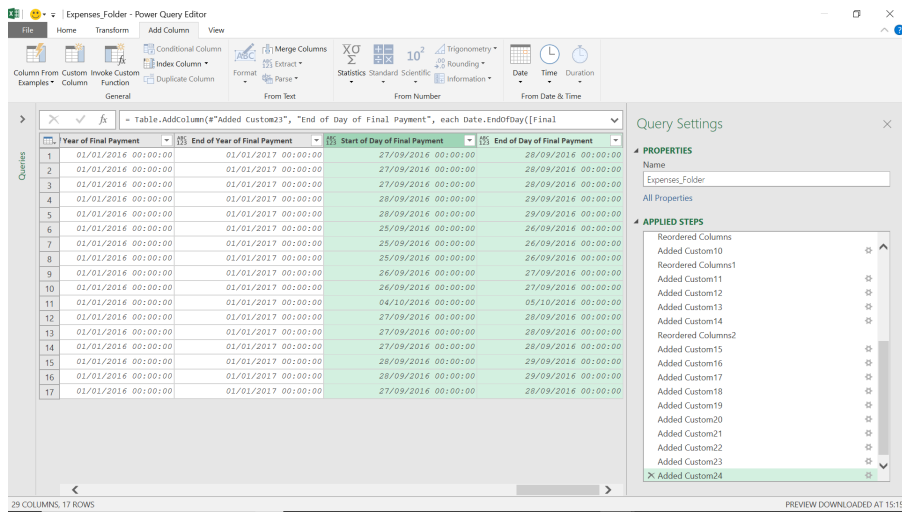 Expenses_Folder - Power Query Editor
File Home Transform Add Column View
Column From Examples Custom Column Invoke Custom Function
Conditional Column
Index Column
Duplicate Column
General
Format
Merge Columns
Extract
Parse
From Text
Statistics Standard Scientific
Trigonometry
Rounding
Information
From Number
Date Time Duration
From Date & Time
= Table.AddColumn(#"Added Custom23", "End of Day of Final Payment", each Date.EndOfDay([Final
Queries
Year of Final Payment End of Year of Final Payment Start of Day of Final Payment End of Day of Final Payment
1 01/01/2016 00:00:00 01/01/2017 00:00:00 27/09/2016 00:00:00 28/09/2016 00:00:00
2 01/01/2016 00:00:00 01/01/2017 00:00:00 27/09/2016 00:00:00 28/09/2016 00:00:00
3 01/01/2016 00:00:00 01/01/2017 00:00:00 27/09/2016 00:00:00 28/09/2016 00:00:00
4 01/01/2016 00:00:00 01/01/2017 00:00:00 28/09/2016 00:00:00 29/09/2016 00:00:00
5 01/01/2016 00:00:00 01/01/2017 00:00:00 28/09/2016 00:00:00 29/09/2016 00:00:00
6 01/01/2016 00:00:00 01/01/2017 00:00:00 25/09/2016 00:00:00 26/09/2016 00:00:00
7 01/01/2016 00:00:00 01/01/2017 00:00:00 25/09/2016 00:00:00 26/09/2016 00:00:00
8 01/01/2016 00:00:00 01/01/2017 00:00:00 25/09/2016 00:00:00 26/09/2016 00:00:00
9 01/01/2016 00:00:00 01/01/2017 00:00:00 26/09/2016 00:00:00 27/09/2016 00:00:00
10 01/01/2016 00:00:00 01/01/2017 00:00:00 26/09/2016 00:00:00 27/09/2016 00:00:00
11 01/01/2016 00:00:00 01/01/2017 00:00:00 04/10/2016 00:00:00 05/10/2016 00:00:00
12 01/01/2016 00:00:00 01/01/2017 00:00:00 27/09/2016 00:00:00 28/09/2016 00:00:00
13 01/01/2016 00:00:00 01/01/2017 00:00:00 27/09/2016 00:00:00 28/09/2016 00:00:00
14 01/01/2016 00:00:00 01/01/2017 00:00:00 27/09/2016 00:00:00 28/09/2016 00:00:00
15 01/01/2016 00:00:00 01/01/2017 00:00:00 28/09/2016 00:00:00 29/09/2016 00:00:00
16 01/01/2016 00:00:00 01/01/2017 00:00:00 28/09/2016 00:00:00 29/09/2016 00:00:00
17 01/01/2016 00:00:00 01/01/2017 00:00:00 27/09/2016 00:00:00 28/09/2016 00:00:00
Query Settings
PROPERTIES
Name
Expenses_Folder
All Properties
APPLIED STEPS
Reordered Columns
Added Custom10
Reordered Columns1
Added Custom11
Added Custom12
Added Custom13
Added Custom14
Reordered Columns2
Added Custom15
Added Custom16
Added Custom17
Added Custom18
Added Custom19
Added Custom20
Added Custom21
Added Custom22
Added Custom23
Added Custom24
29 COLUMNS, 17 ROWS
PREVIEW DOWNLOADED AT 15:15